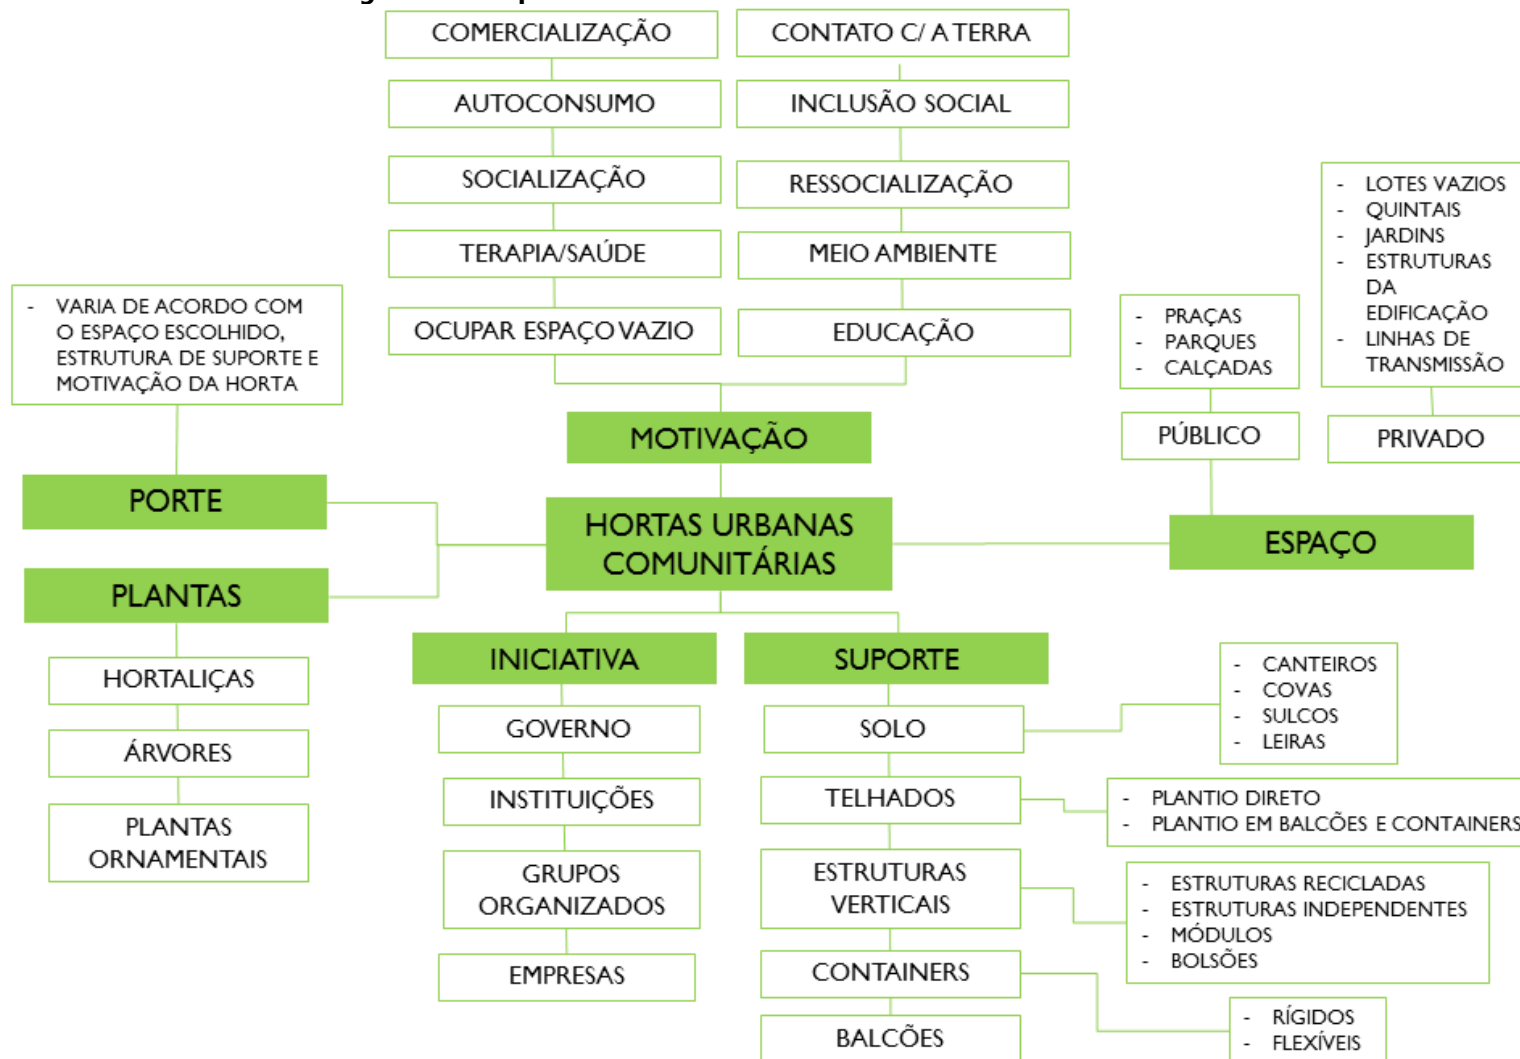 COMERCIALIZAÇÃO
AUTOCONSUMO
SOCIALIZAÇÃO
TERAPIA/SAÚDE
OCUPAR ESPAÇO VAZIO
CONTATO C/ A TERRA
INCLUSÃO SOCIAL
RESSOCIALIZAÇÃO
MEIO AMBIENTE
EDUCAÇÃO
MOTIVAÇÃO
- VARIA DE ACORDO COM
O ESPAÇO ESCOLHIDO,
ESTRUTURA DE SUPORTE E
MOTIVAÇÃO DA HORTA
PORTE
HORTAS URBANAS
COMUNITÁRIAS
- PRAÇAS
- PARQUES
- CALÇADAS
PÚBLICO
- LOTES VAZIOS
- QUINTAIS
- JARDINS
- ESTRUTURAS
DA
EDIFICAÇÃO
- LINHAS DE
TRANSMISSÃO
PRIVADO
ESPAÇO
PLANTAS
HORTALIÇAS
ÁRVORES
PLANTAS
ORNAMENTAIS
INICIATIVA
GOVERNO
INSTITUIÇÕES
GRUPOS
ORGANIZADOS
EMPRESAS
SUPORTE
SOLO
- CANTEIROS
- COVAS
- SULCOS
- LEIRAS
TELHADOS
- PLANTIO DIRETO
- PLANTIO EM BALCÕES E CONTAINERS
ESTRUTURAS
VERTICAIS
- ESTRUTURAS RECICLADAS
- ESTRUTURAS INDEPENDENTES
- MÓDULOS
- BOLSÕES
CONTAINERS
- RÍGIDOS
- FLEXÍVEIS
BALCÕES